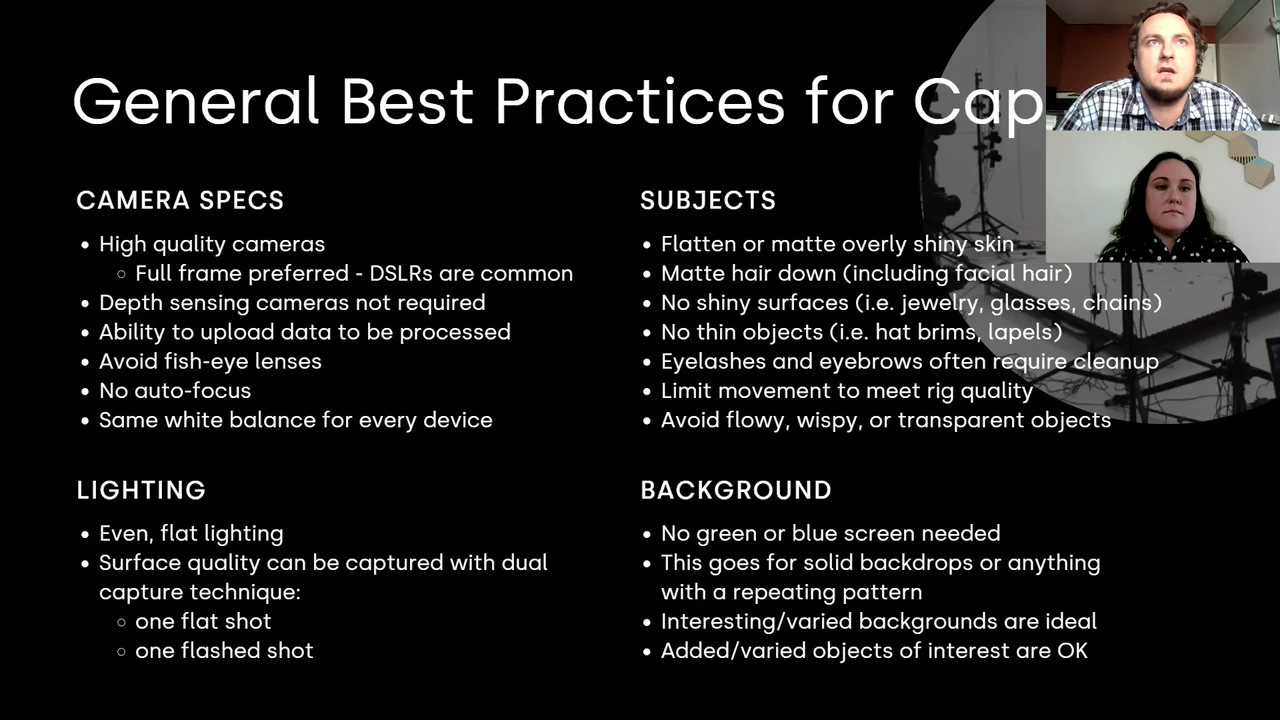 General Best Practices for Cap
CAMERA SPECS
• High quality cameras
○ Full frame preferred - DSLRs are common
• Depth sensing cameras not required
• Ability to upload data to be processed
• Avoid fish-eye lenses
• No auto-focus
• Same white balance for every device
LIGHTING
• Even, flat lighting
• Surface quality can be captured with dual
capture technique:
○ one flat shot
○ one flashed shot
SUBJECTS
• Flatten or matte overly shiny skin
• Matte hair down (including facial hair)
• No shiny surfaces (i.e. jewelry, glasses, chains)
• No thin objects (i.e. hat brims, lapels)
• Eyelashes and eyebrows often require cleanup
• Limit movement to meet rig quality
• Avoid flowy, wispy, or transparent objects
BACKGROUND
• No green or blue screen needed
• This goes for solid backdrops or anything
with a repeating pattern
• Interesting/varied backgrounds are ideal
• Added/varied objects of interest are OK